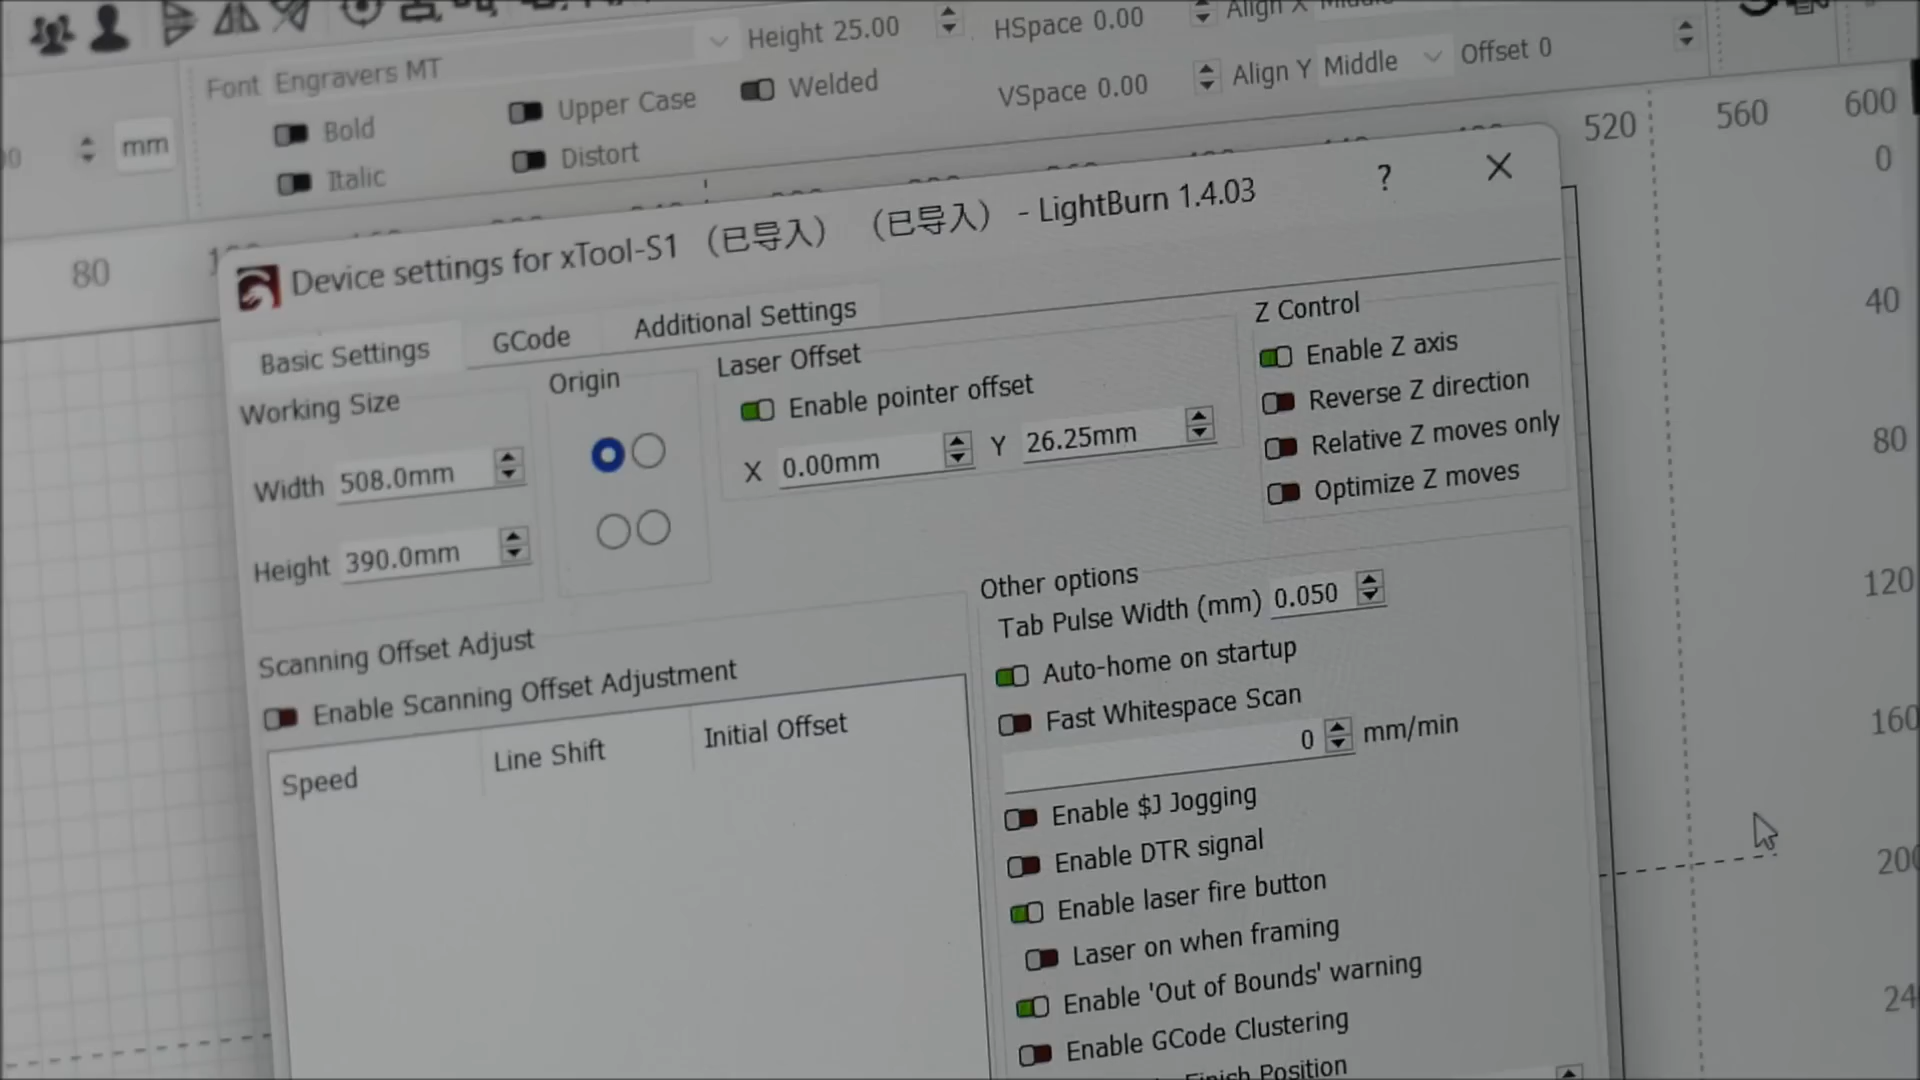 Height 25.00
HSpace 0.00
Align X
Font Engravers MT
Bold
Upper Case
Welded
VSpace 0.00
Align Y Middle
Offset 0
mm
Italic
Distort
520
560
600
0
80
Device settings for xTool-S1 （已导入） （已导入） - LightBurn 1.4.03
?
Basic Settings
GCode
Additional Settings
Working Size
Width 508.0mm
Height 390.0mm
Origin
Laser Offset
Enable pointer offset
X 0.00mm Y 26.25mm
Z Control
Enable Z axis
Reverse Z direction
Relative Z moves only
Optimize Z moves
Scanning Offset Adjust
Enable Scanning Offset Adjustment
Speed
Line Shift
Initial Offset
Other options
Tab Pulse Width (mm) 0.050
Auto-home on startup
Fast Whitespace Scan
0 mm/min
Enable $J Jogging
Enable DTR signal
Enable laser fire button
Laser on when framing
Enable 'Out of Bounds' warning
Enable GCode Clustering
Finish Position
40
80
120
160
200